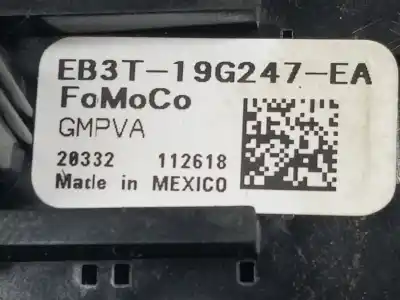 EB3T-19G247-EA
FoMoCo
GMPVA
20332 112618
Made in MEXICO